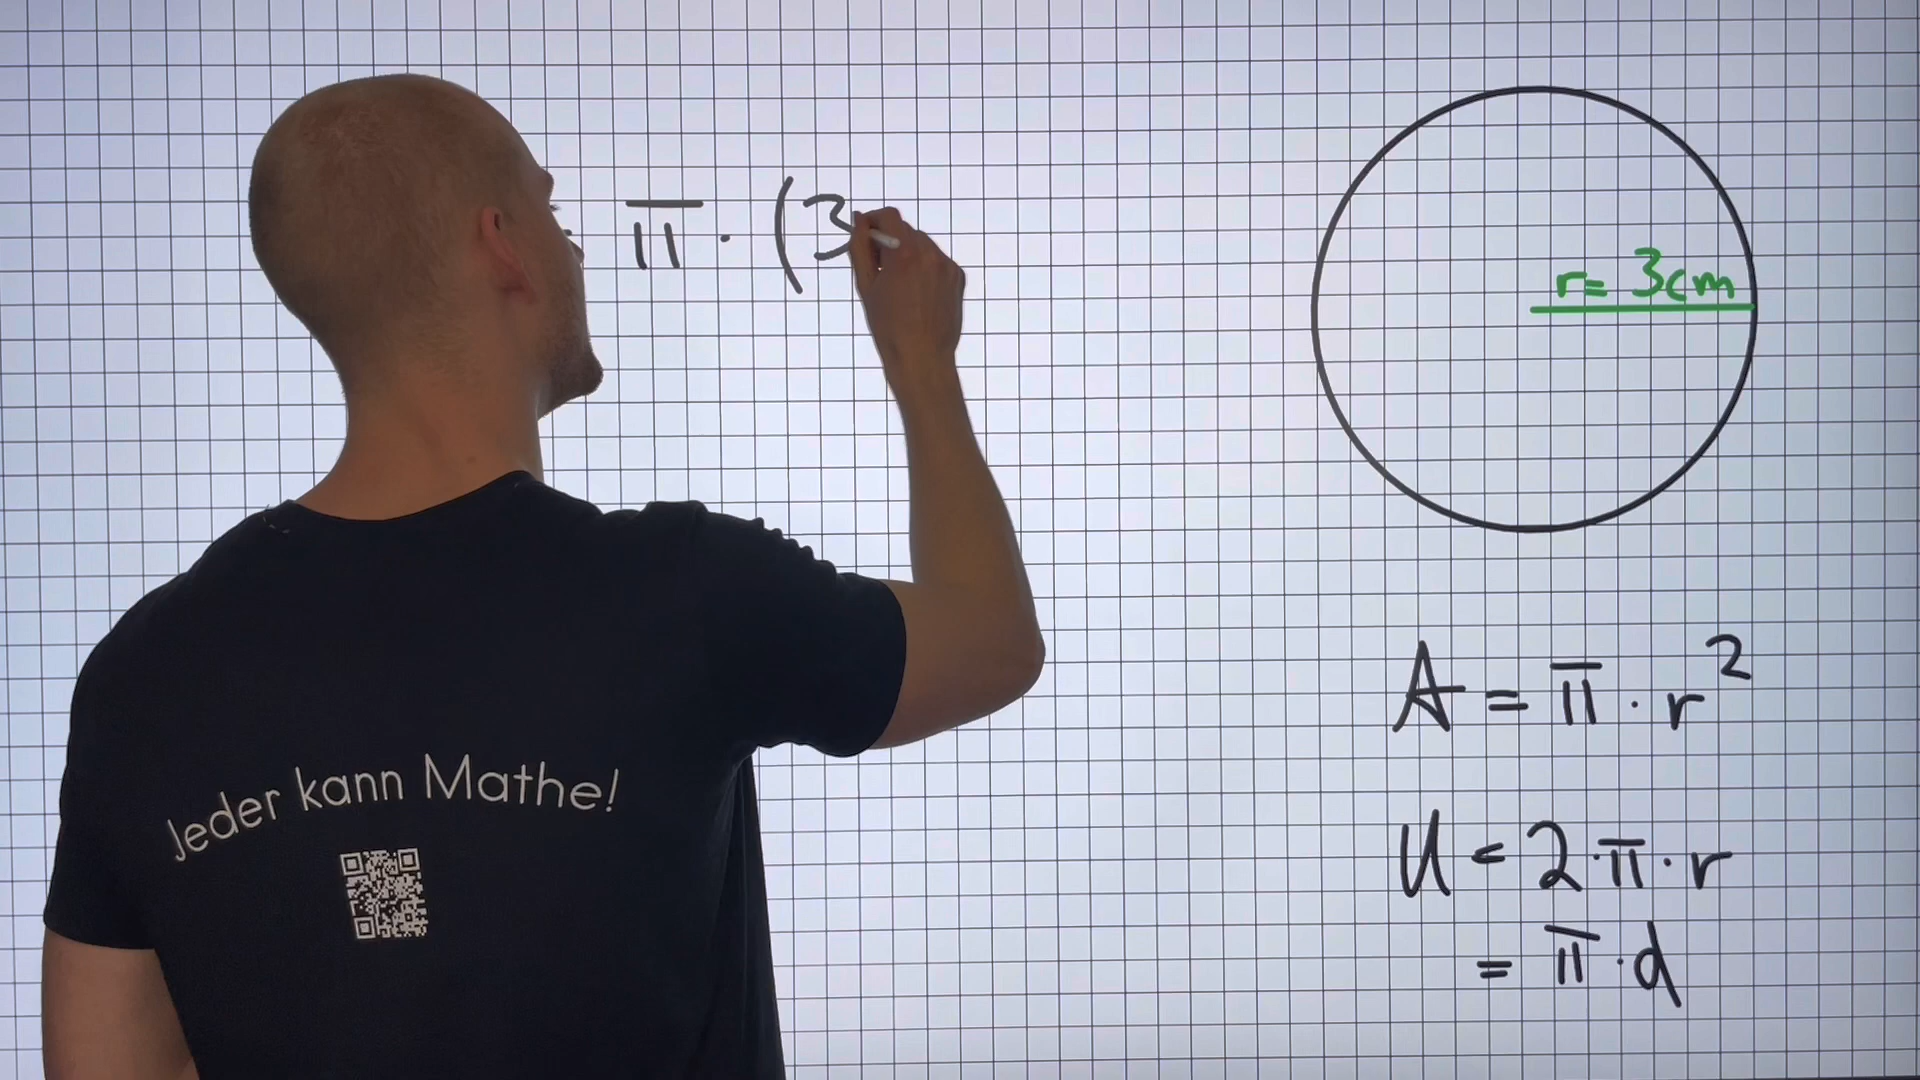 π · (3
r = 3cm
A = π · r²
U = 2 · π · r
= π · d
Jeder kann Mathe!